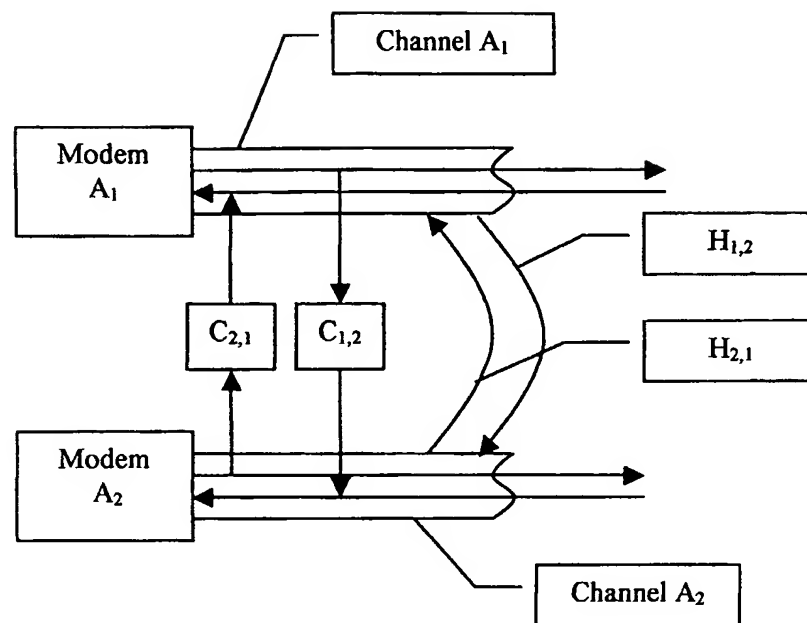 Channel A₁
Modem
A₁
H₁,₂
C₂,₁
C₁,₂
H₂,₁
Modem
A₂
Channel A₂